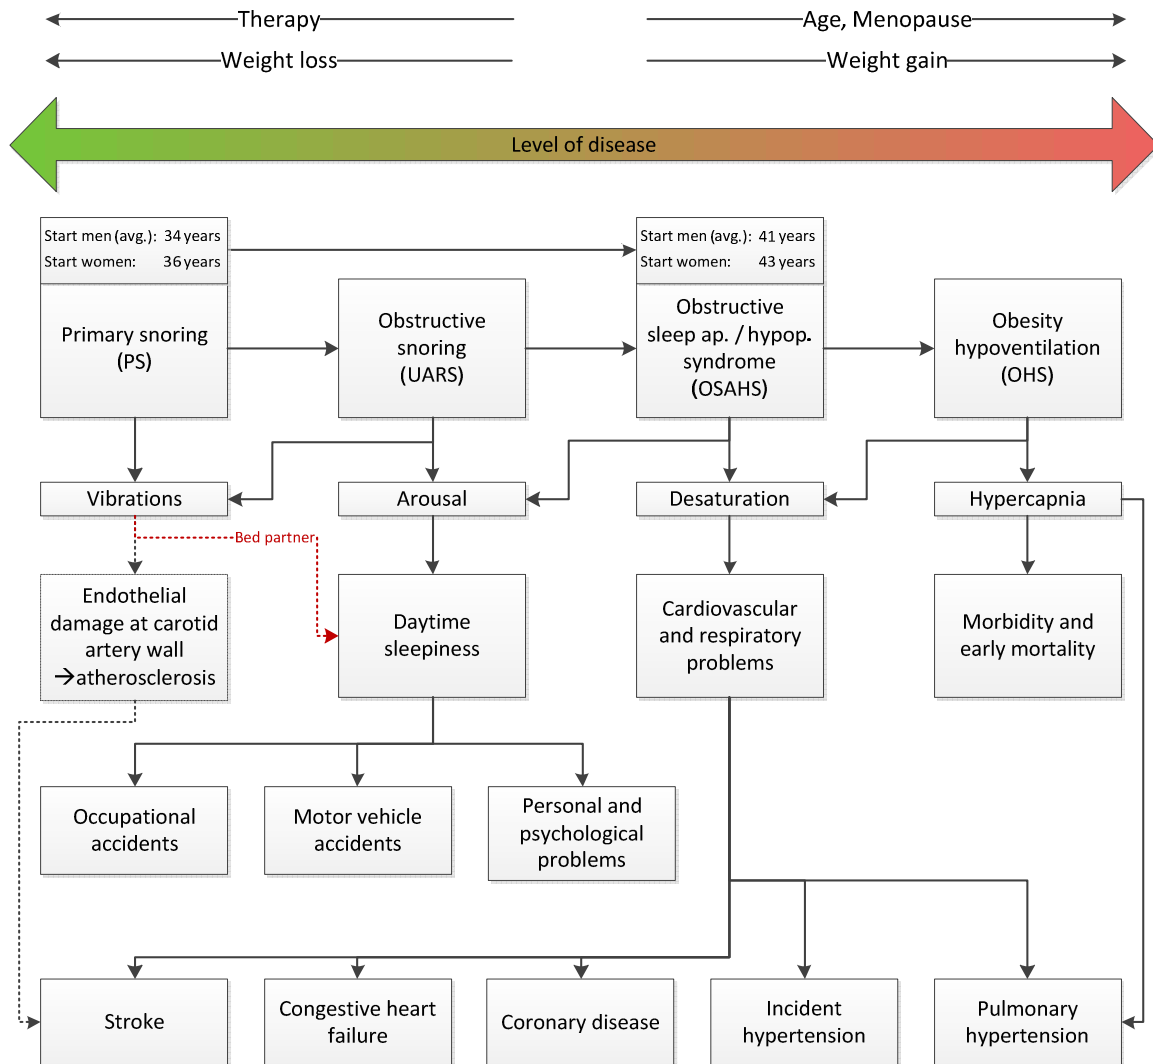 Therapy
Age, Menopause
Weight loss
Weight gain
Level of disease
Start men (avg.): 34 years
Start women: 36 years
Start men (avg.): 41 years
Start women: 43 years
Primary snoring
(PS)
Obstructive
snoring
(UARS)
Obstructive
sleep ap. / hypop.
syndrome
(OSAHS)
Obesity
hypoventilation
(OHS)
Vibrations
Arousal
Desaturation
Hypercapnia
Bed partner
Endothelial
damage at carotid
artery wall
→atherosclerosis
Daytime
sleepiness
Cardiovascular
and respiratory
problems
Morbidity and
early mortality
Occupational
accidents
Motor vehicle
accidents
Personal and
psychological
problems
Stroke
Congestive heart
failure
Coronary disease
Incident
hypertension
Pulmonary
hypertension